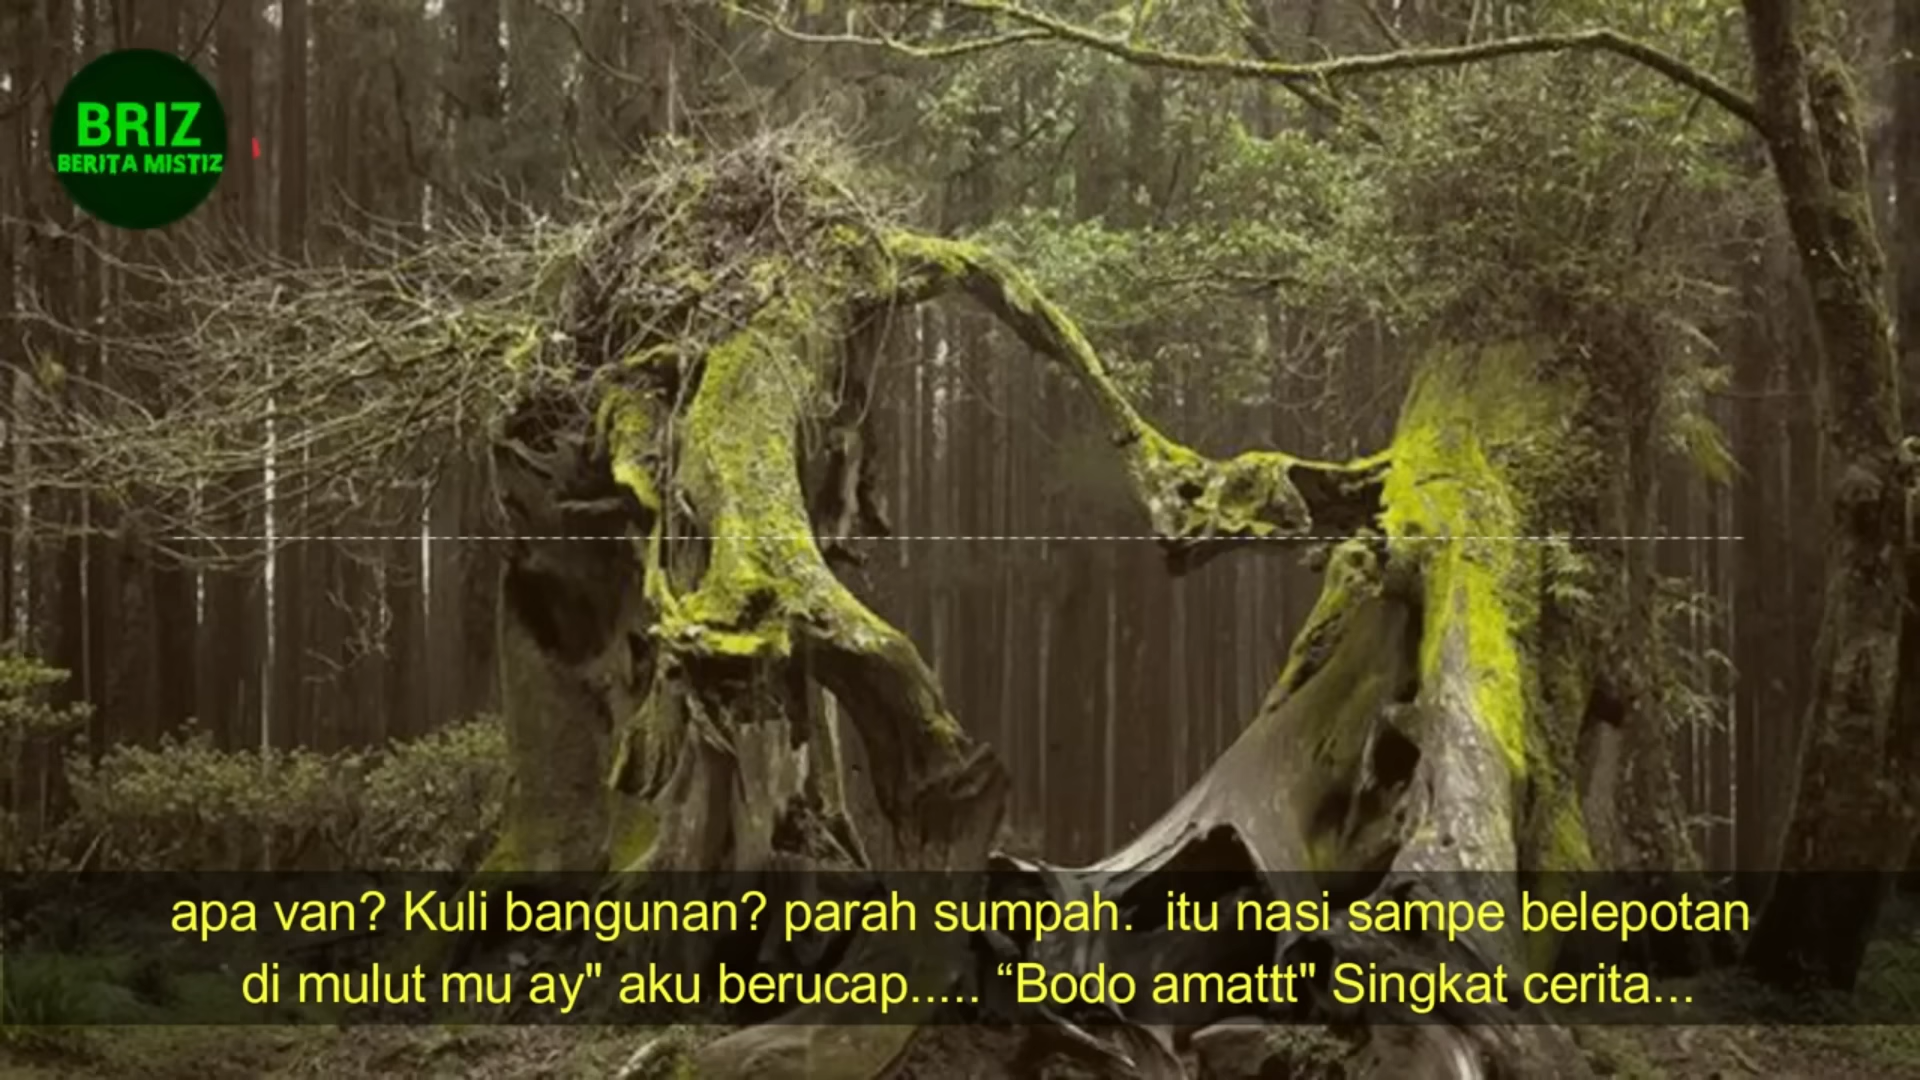 BRIZ
BERITA MISTIZ
apa van? Kuli bangunan? parah sumpah.  itu nasi sampe belepotan
di mulut mu ay" aku berucap..... “Bodo amattt" Singkat cerita...